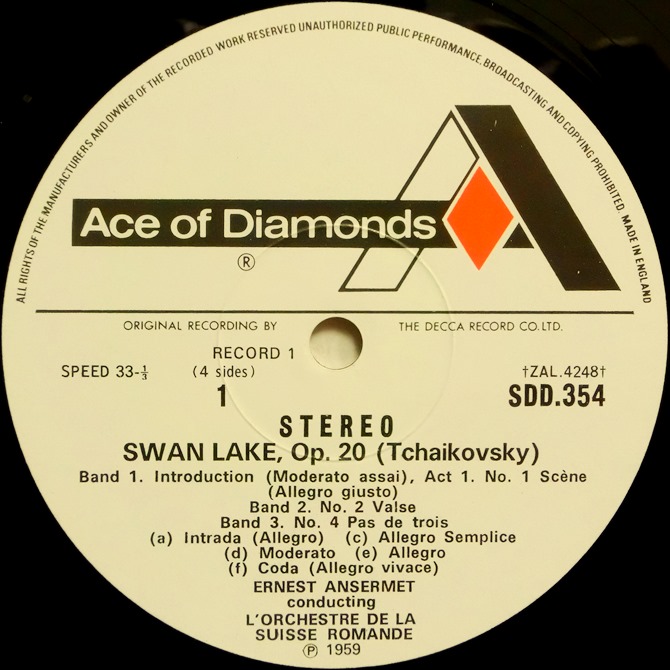 ALL RIGHTS OF THE MANUFACTURERS AND OWNER OF THE RECORDED WORK RESERVED UNAUTHORIZED PUBLIC PERFORMANCE, BROADCASTING AND COPYING PROHIBITED. MADE IN ENGLAND
Ace of Diamonds
®
ORIGINAL RECORDING BY THE DECCA RECORD CO. LTD.
RECORD 1
SPEED 33-⅓ (4 sides) †ZAL.4248†
1 SDD.354
STEREO
SWAN LAKE, Op. 20 (Tchaikovsky)
Band 1. Introduction (Moderato assai), Act 1. No. 1 Scène
(Allegro giusto)
Band 2. No. 2 Valse
Band 3. No. 4 Pas de trois
(a) Intrada (Allegro) (c) Allegro Semplice
(d) Moderato (e) Allegro
(f) Coda (Allegro vivace)
ERNEST ANSERMET
conducting
L'ORCHESTRE DE LA
SUISSE ROMANDE
℗ 1959